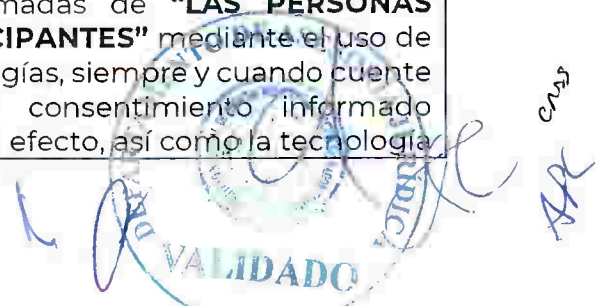 madas de "LAS PERSONAS
CIPANTES" mediante el uso de
gías, siempre y cuando cuente
consentimiento informado
efecto, así como la tecnología
VALIDADO